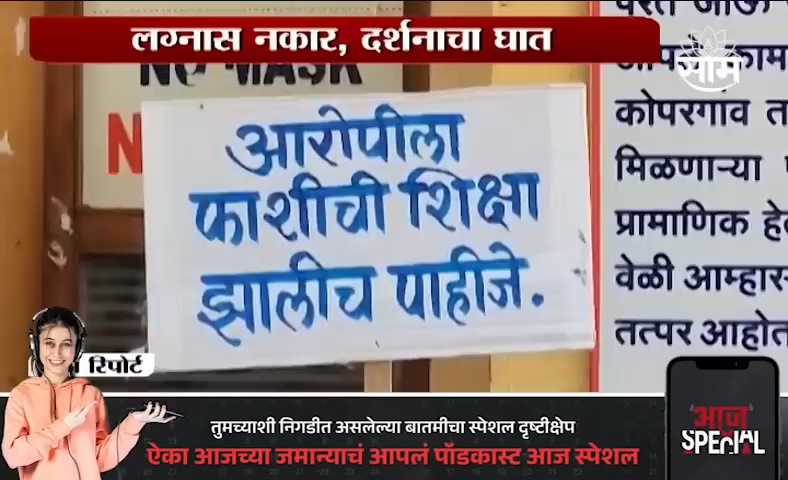 लग्नास नकार, दर्शनाचा घात
साम
NO MASK
N
आरोपीला
फाशीची शिक्षा
झालीच पाहीजे.
कोपरगाव
मिळणाऱ्या
प्रामाणिक
वेळी आम्हास
तत्पर आहोत
रिपोर्ट
तुमच्याशी निगडीत असलेल्या बातमीचा स्पेशल दृष्टीक्षेप
ऐका आजच्या जमान्याचं आपलं पॉडकास्ट आज स्पेशल
आज
SPECIAL